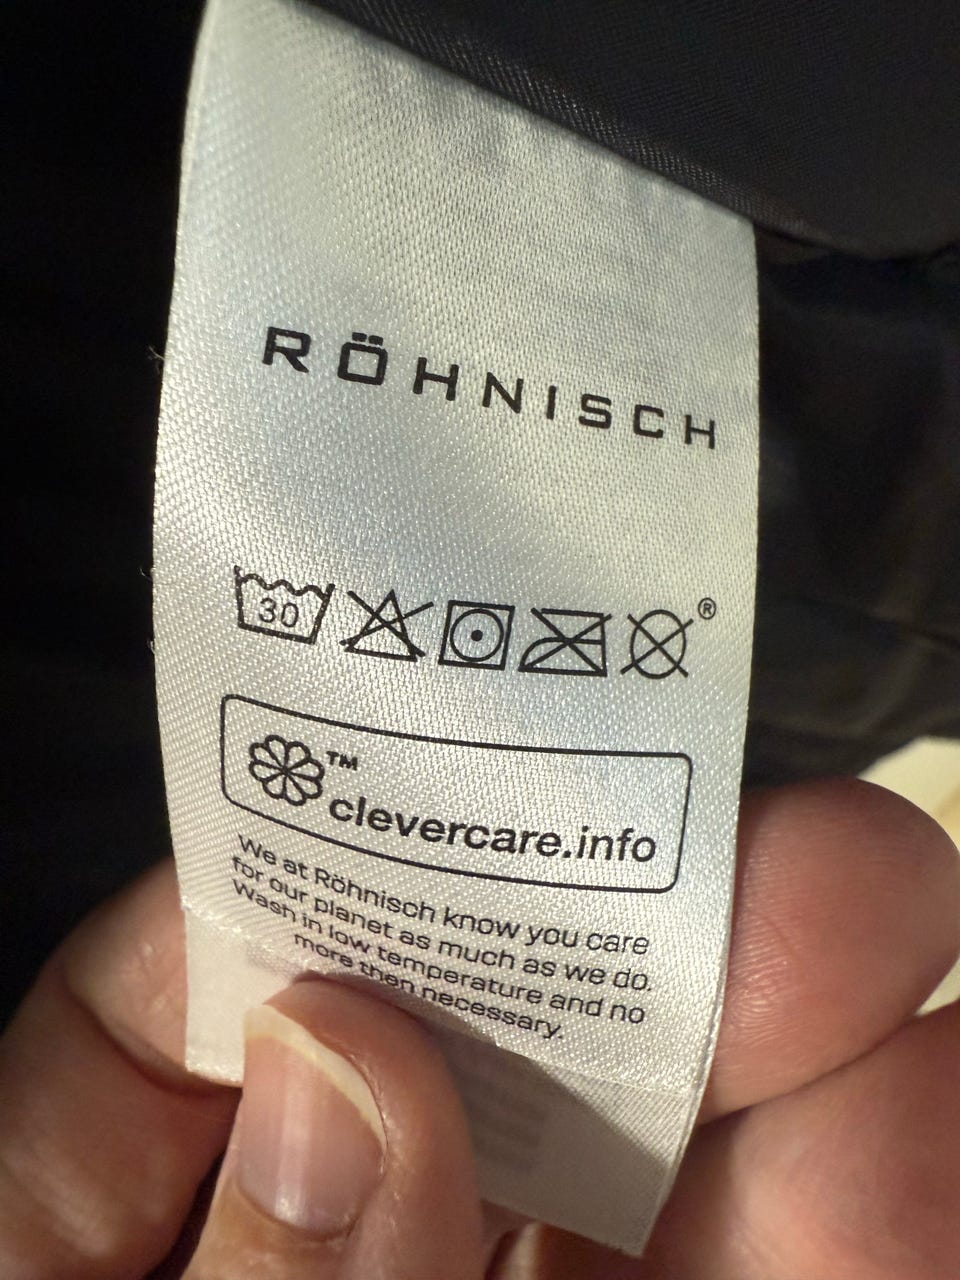 RÖHNISCH
30
®
™
clevercare.info
We at Röhnisch know you care
for our planet as much as we do.
Wash in low temperature and no
more then necessary.